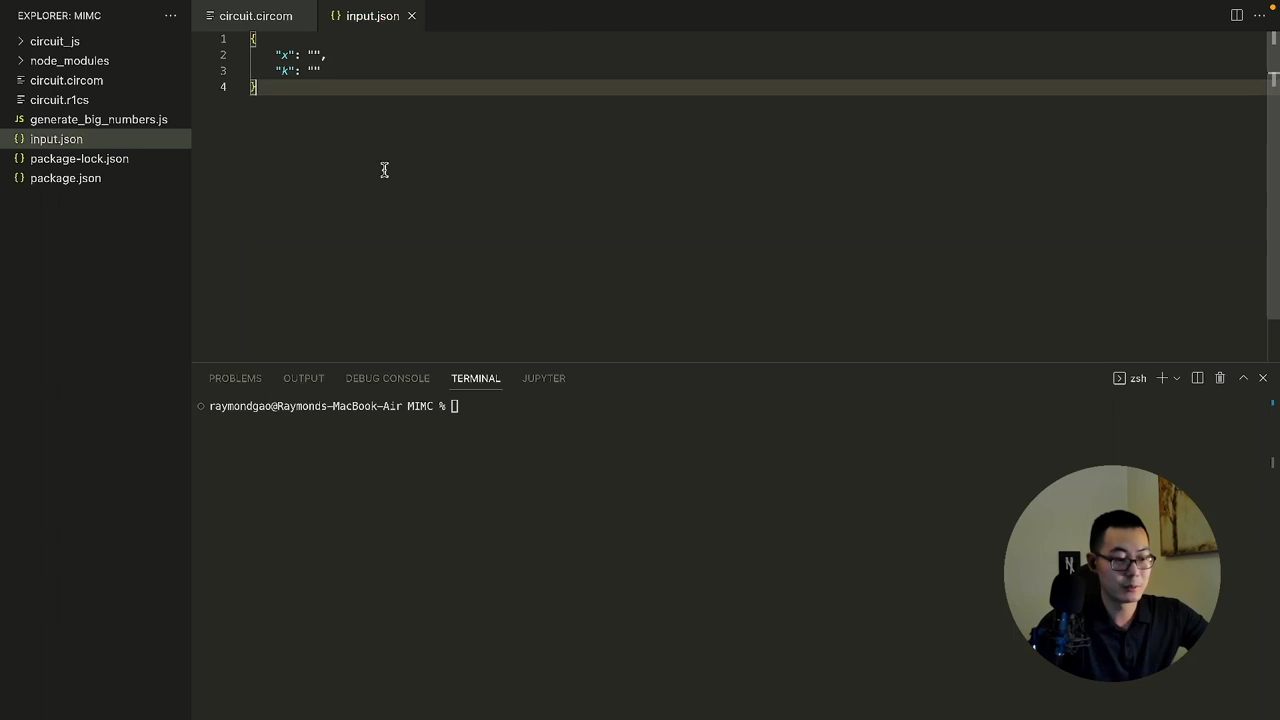 EXPLORER: MIMC
circuit.circom
input.json
circuit_js
node_modules
circuit.circom
circuit.r1cs
JS generate_big_numbers.js
{} input.json
{} package-lock.json
{} package.json
1 {
2 "x": "",
3 "k": ""
4 }
PROBLEMS OUTPUT DEBUG CONSOLE TERMINAL JUPYTER
zsh
raymondgao@Raymonds-MacBook-Air MIMC %
N